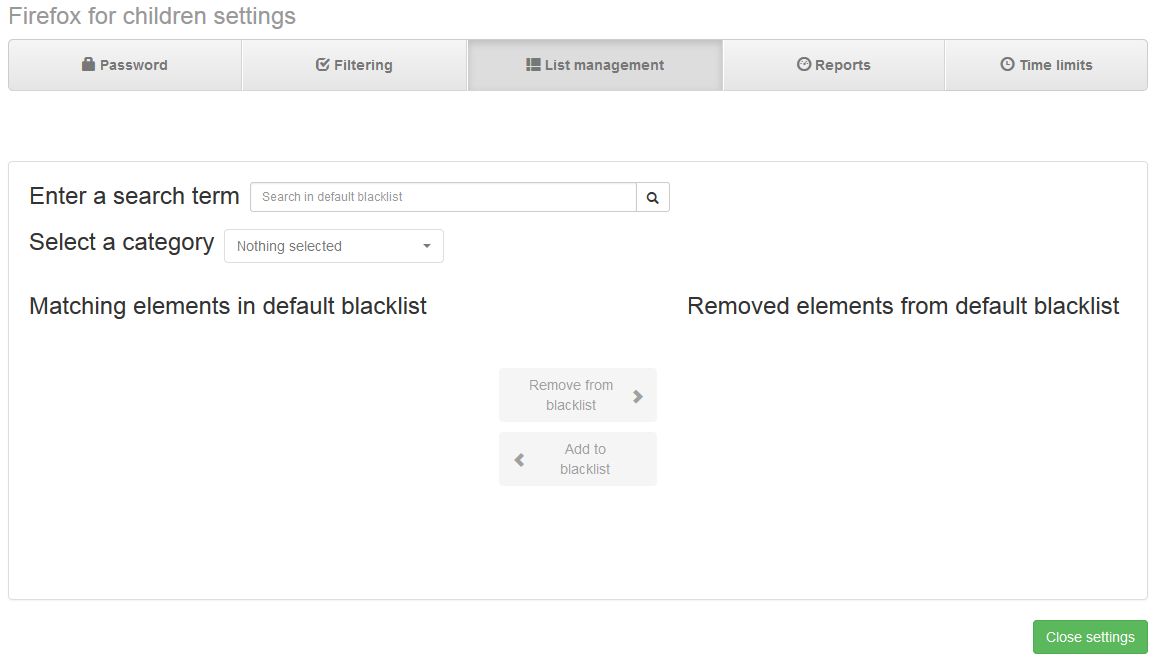 Firefox for children settings
Password Filtering List management Reports Time limits
Enter a search term Search in default blacklist
Select a category Nothing selected
Matching elements in default blacklist Removed elements from default blacklist
Remove from
blacklist
Add to
blacklist
Close settings